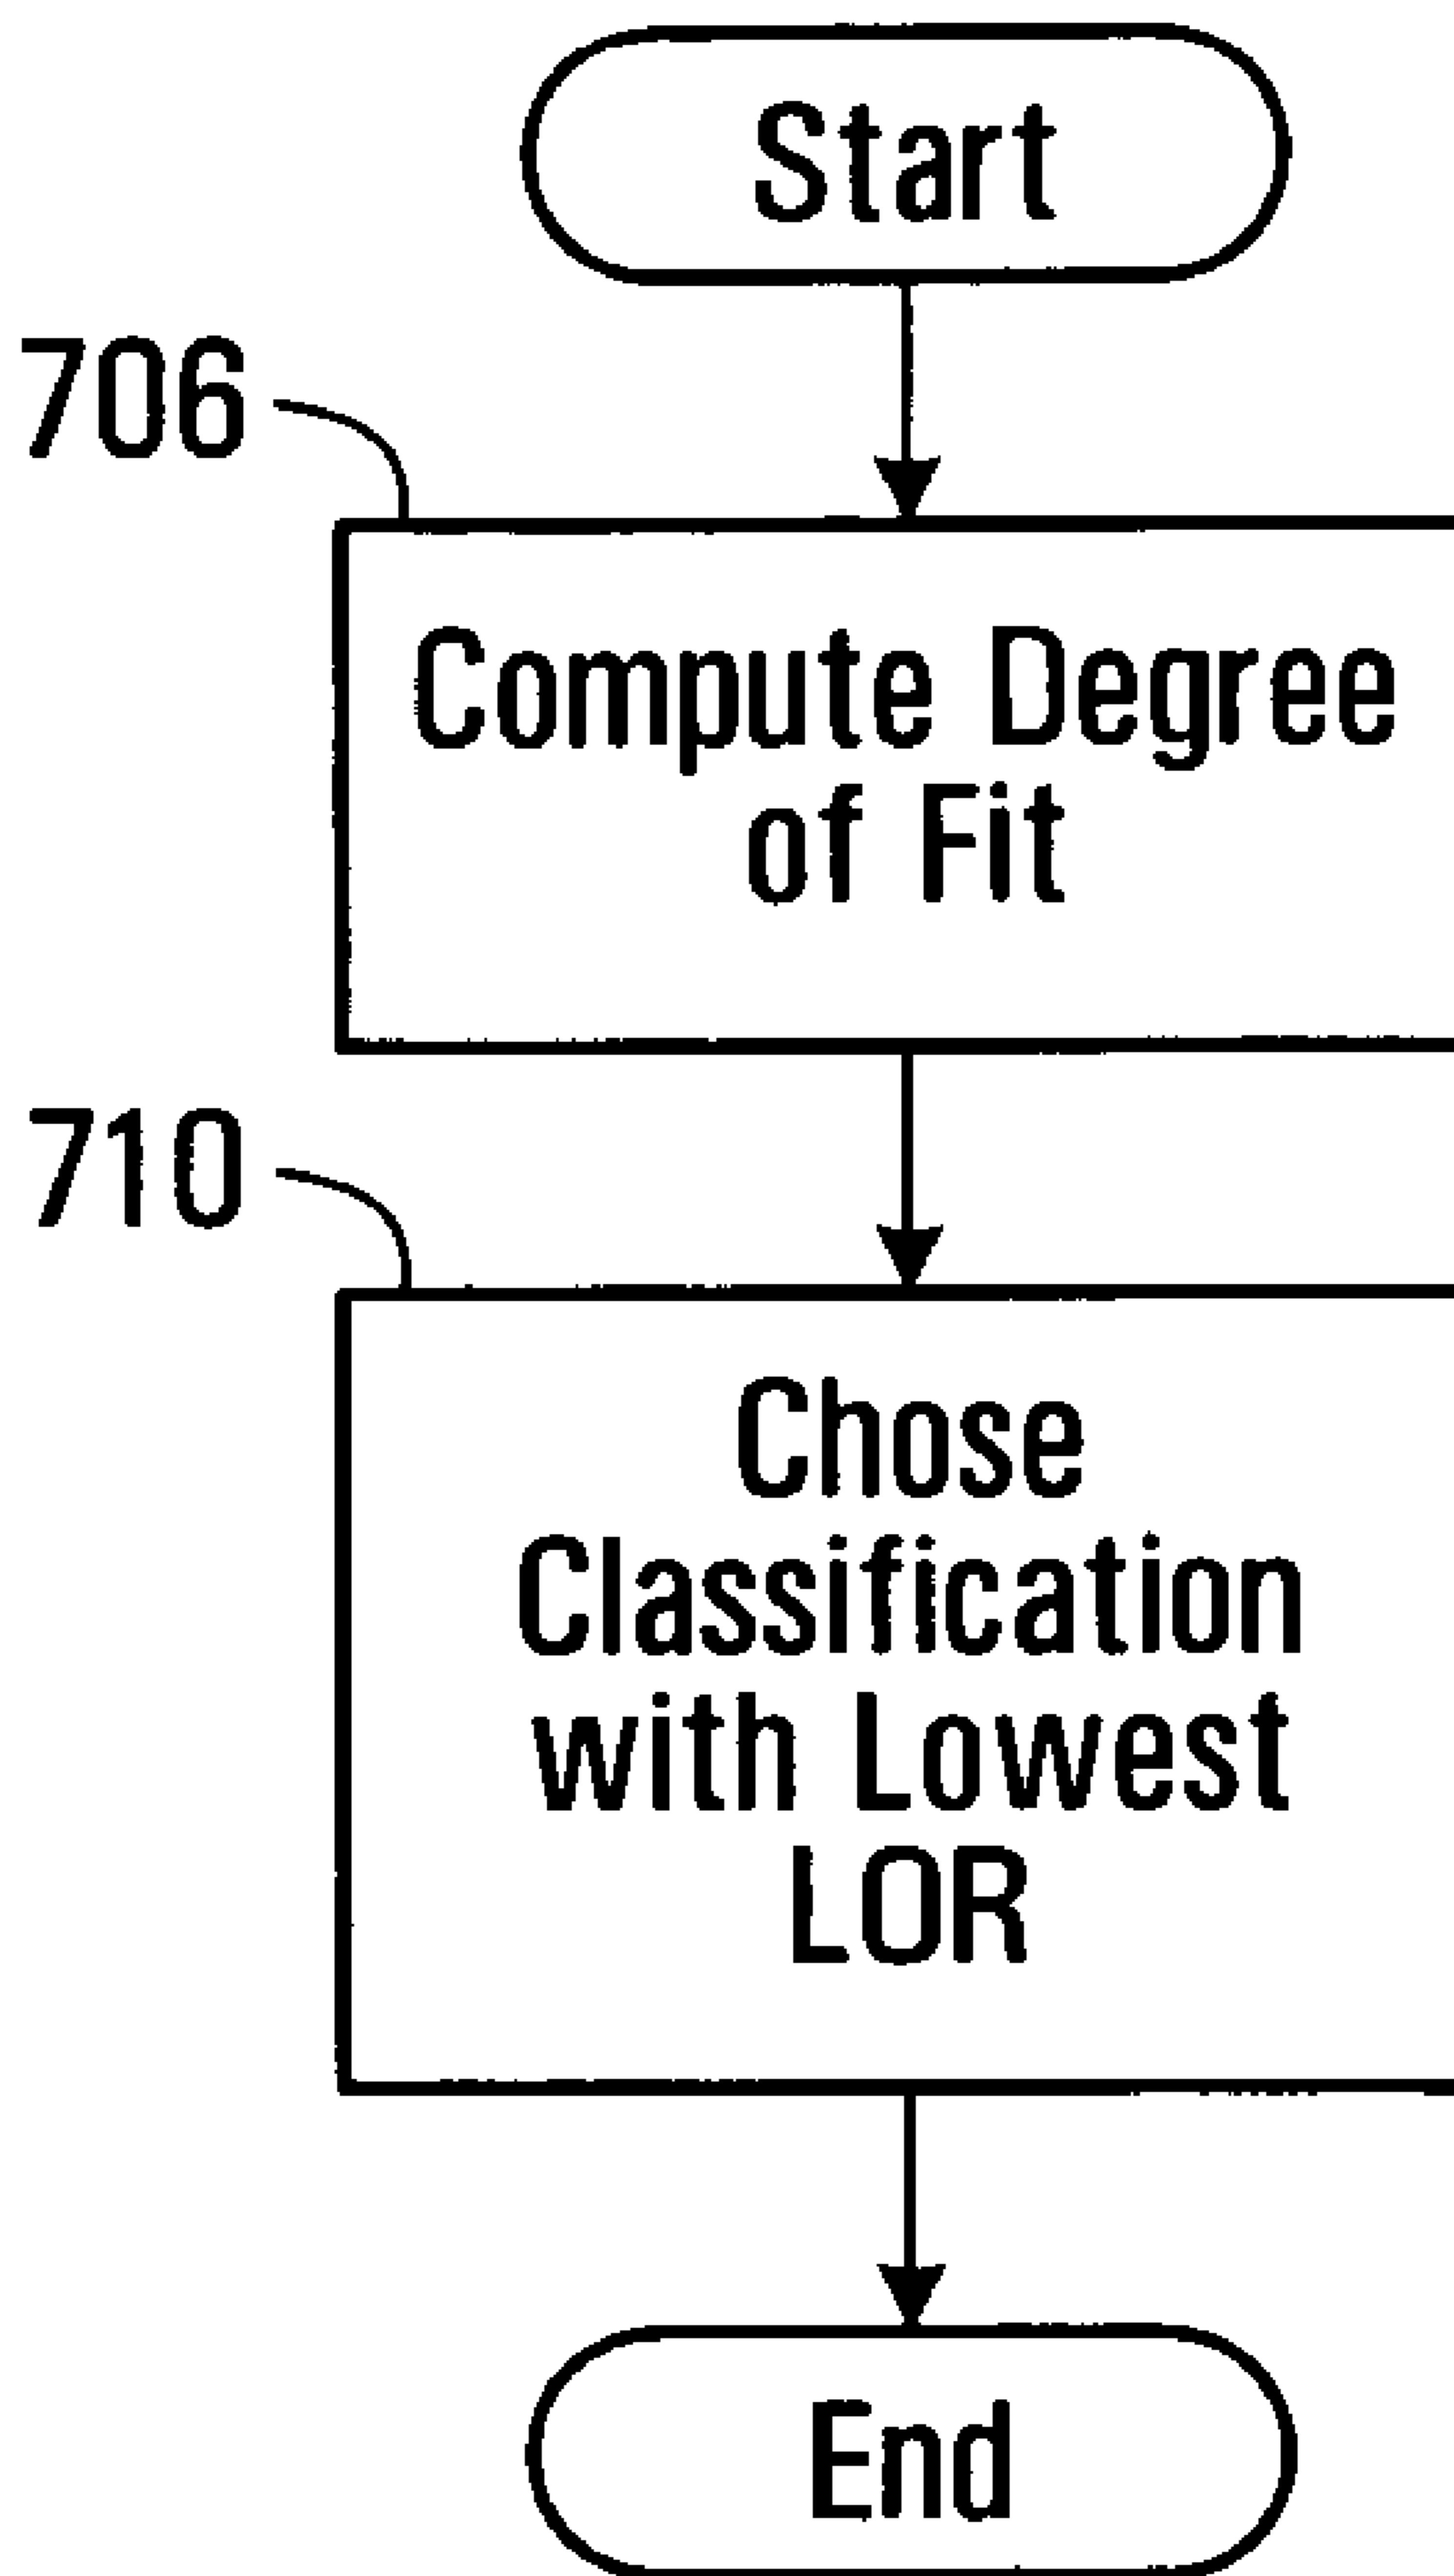 Start
706
Compute Degree
of Fit
710
Chose
Classification
with Lowest
LOR
End